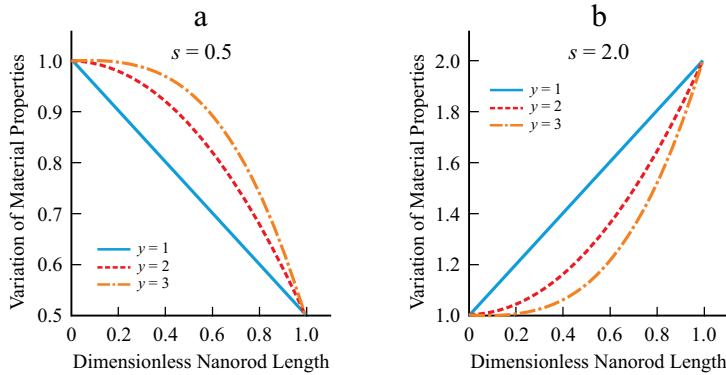 a
s = 0.5
Variation of Material Properties
1.0
0.9
0.8
0.7
0.6
0.5
y = 1
y = 2
y = 3
0 0.2 0.4 0.6 0.8 1.0
Dimensionless Nanorod Length
b
s = 2.0
Variation of Material Properties
2.0
1.8
1.6
1.4
1.2
1.0
y = 1
y = 2
y = 3
0 0.2 0.4 0.6 0.8 1.0
Dimensionless Nanorod Length